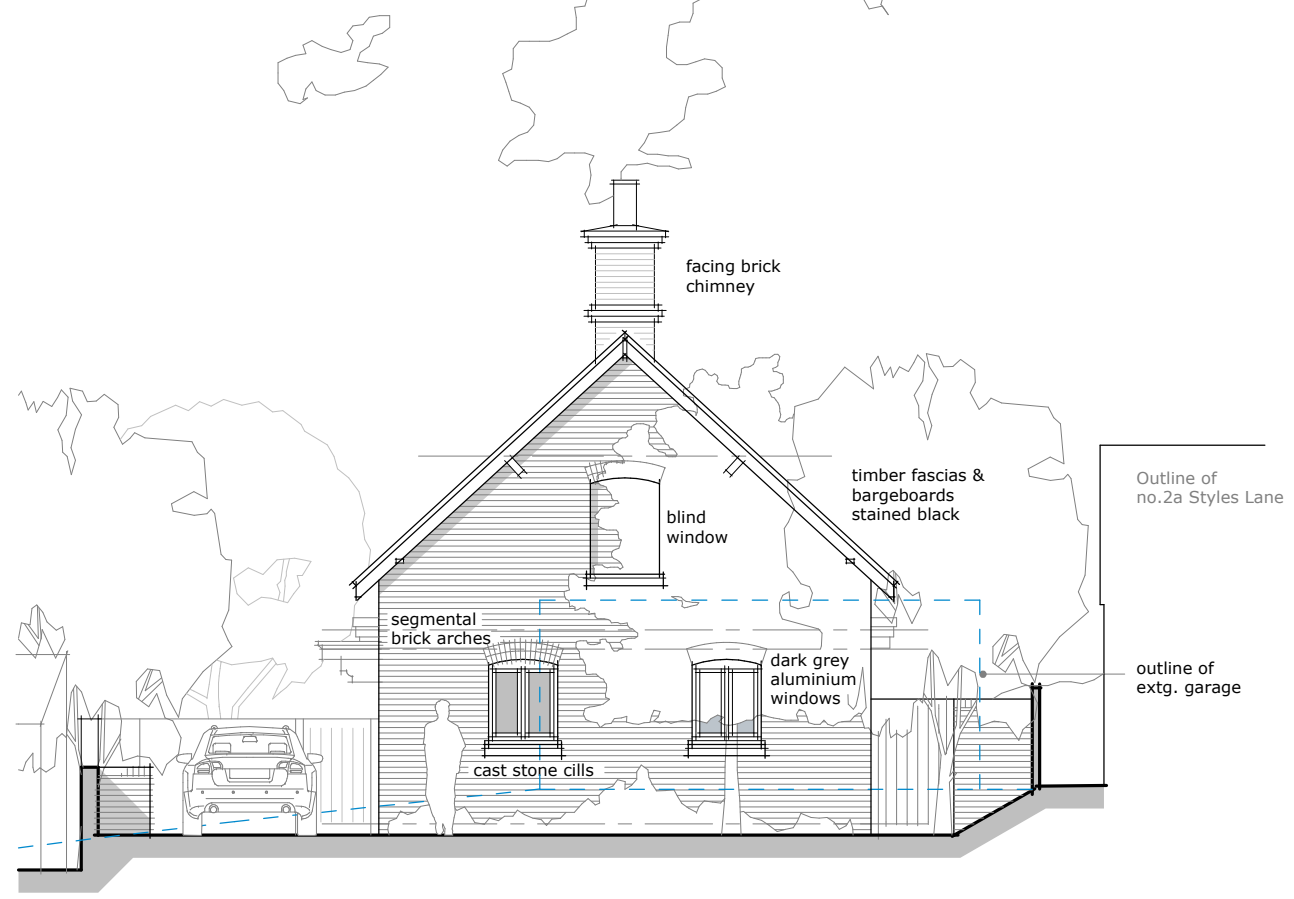 facing brick
chimney
timber fascias &
bargeboards
stained black
Outline of
no.2a Styles Lane
blind
window
segmental
brick arches
dark grey
aluminium
windows
outline of
extg. garage
cast stone cills